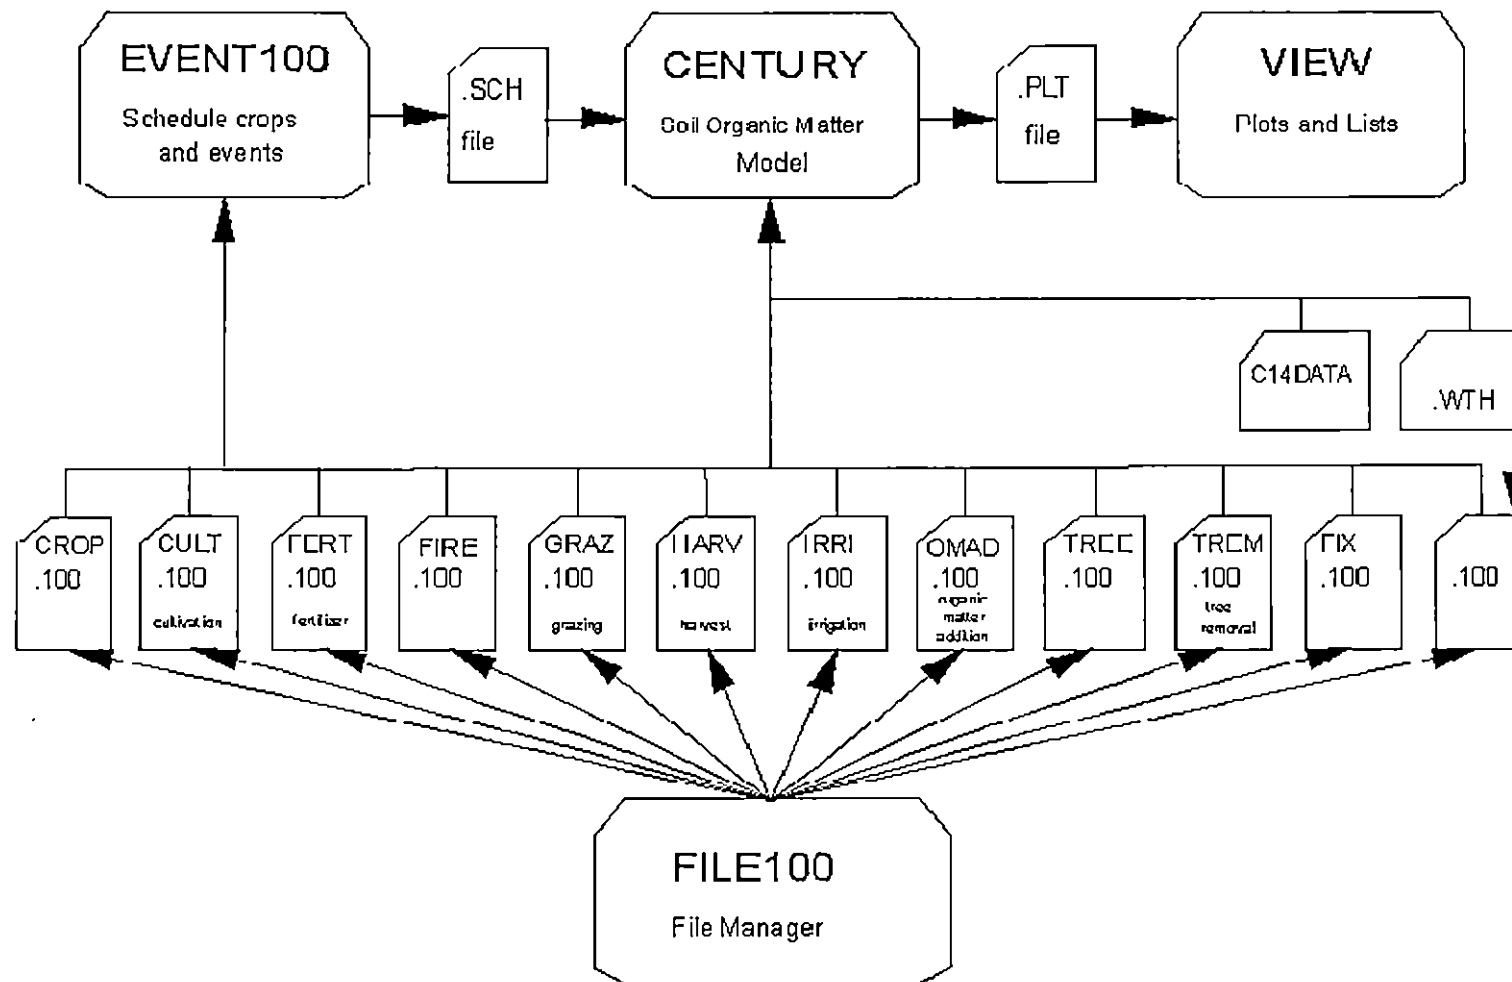 EVENT100
Schedule crops
and events
.SCH
file
CENTURY
Soil Organic Matter
Model
.PLT
file
VIEW
Plots and Lists
C14DATA
.WTH
CROP
.100
CULT
.100
cultivation
FERT
.100
fertilizer
FIRE
.100
GRAZ
.100
grazing
HARV
.100
harvest
IRRI
.100
irrigation
OMAD
.100
organic
matter
addition
TREE
.100
TREM
.100
tree
removal
FIX
.100
.100
FILE100
File Manager